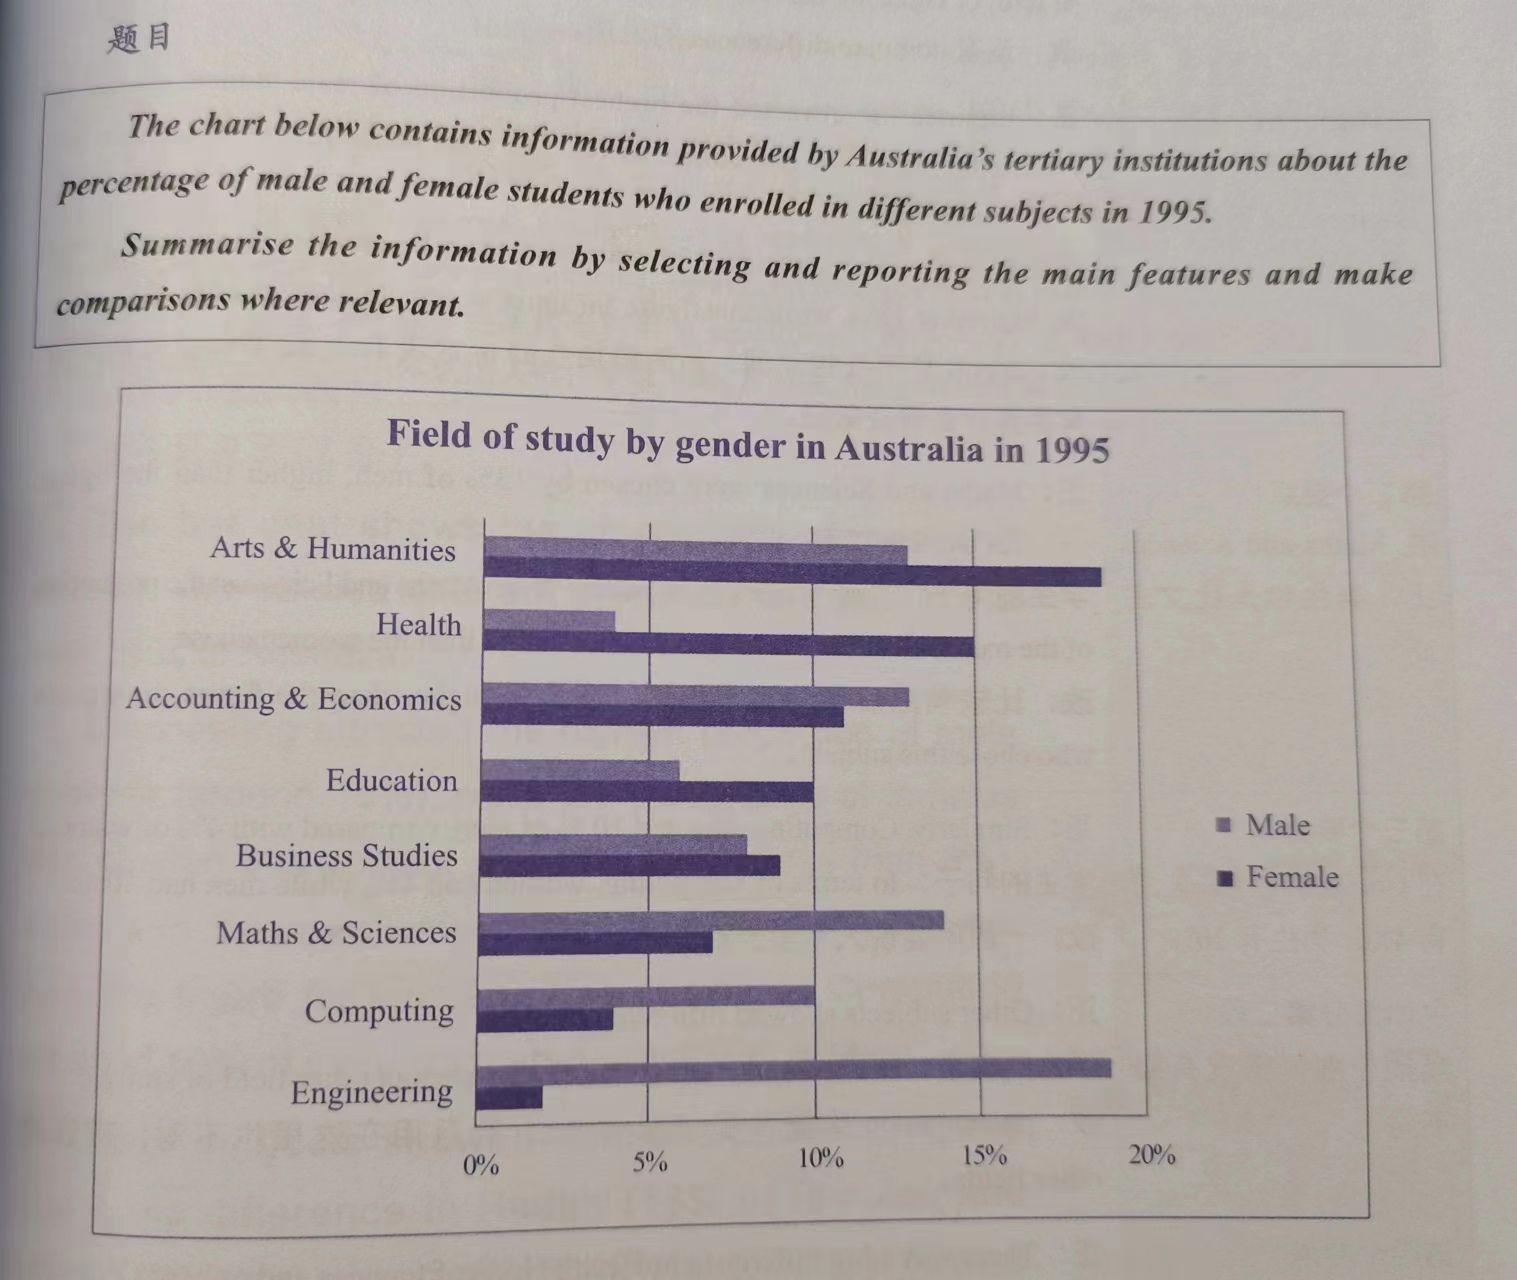 题目
The chart below contains information provided by Australia's tertiary institutions about the
percentage of male and female students who enrolled in different subjects in 1995.
Summarise the information by selecting and reporting the main features and make
comparisons where relevant.
Field of study by gender in Australia in 1995
Arts & Humanities
Health
Accounting & Economics
Education
Business Studies
Maths & Sciences
Computing
Engineering
Male
Female
0% 5% 10% 15% 20%